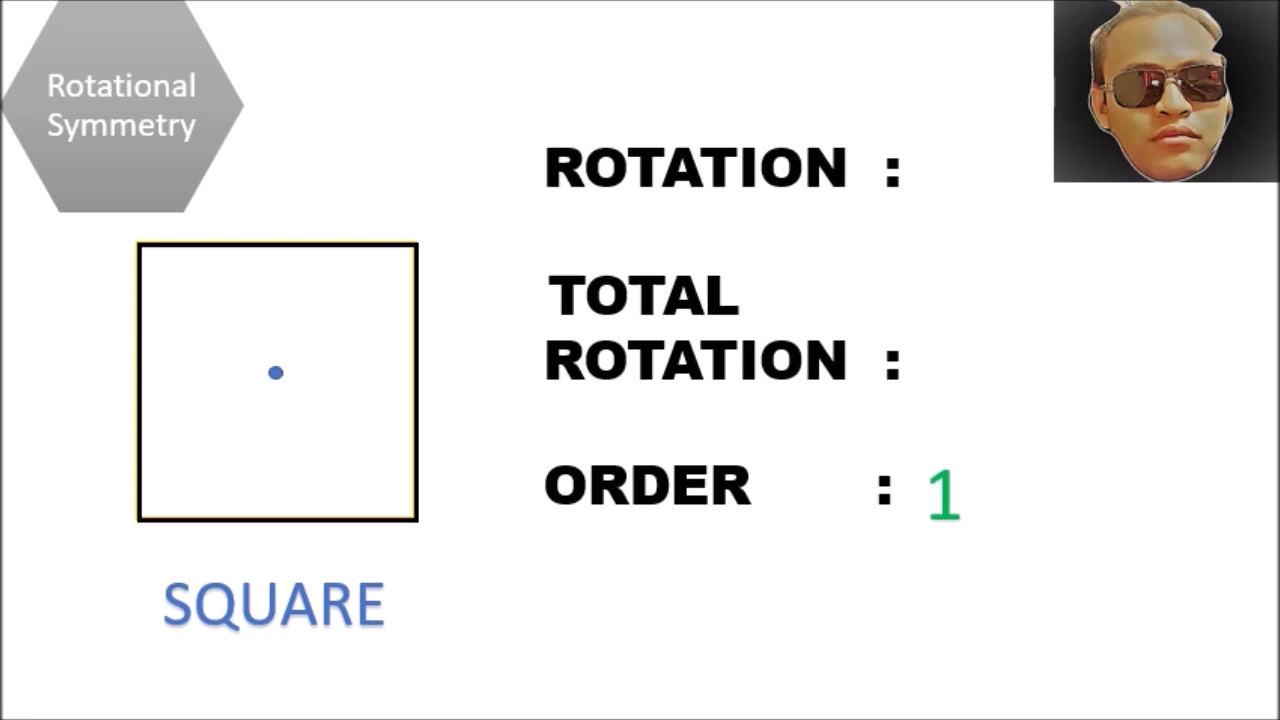 Rotational
Symmetry
ROTATION :
TOTAL
ROTATION :
ORDER : 1
SQUARE